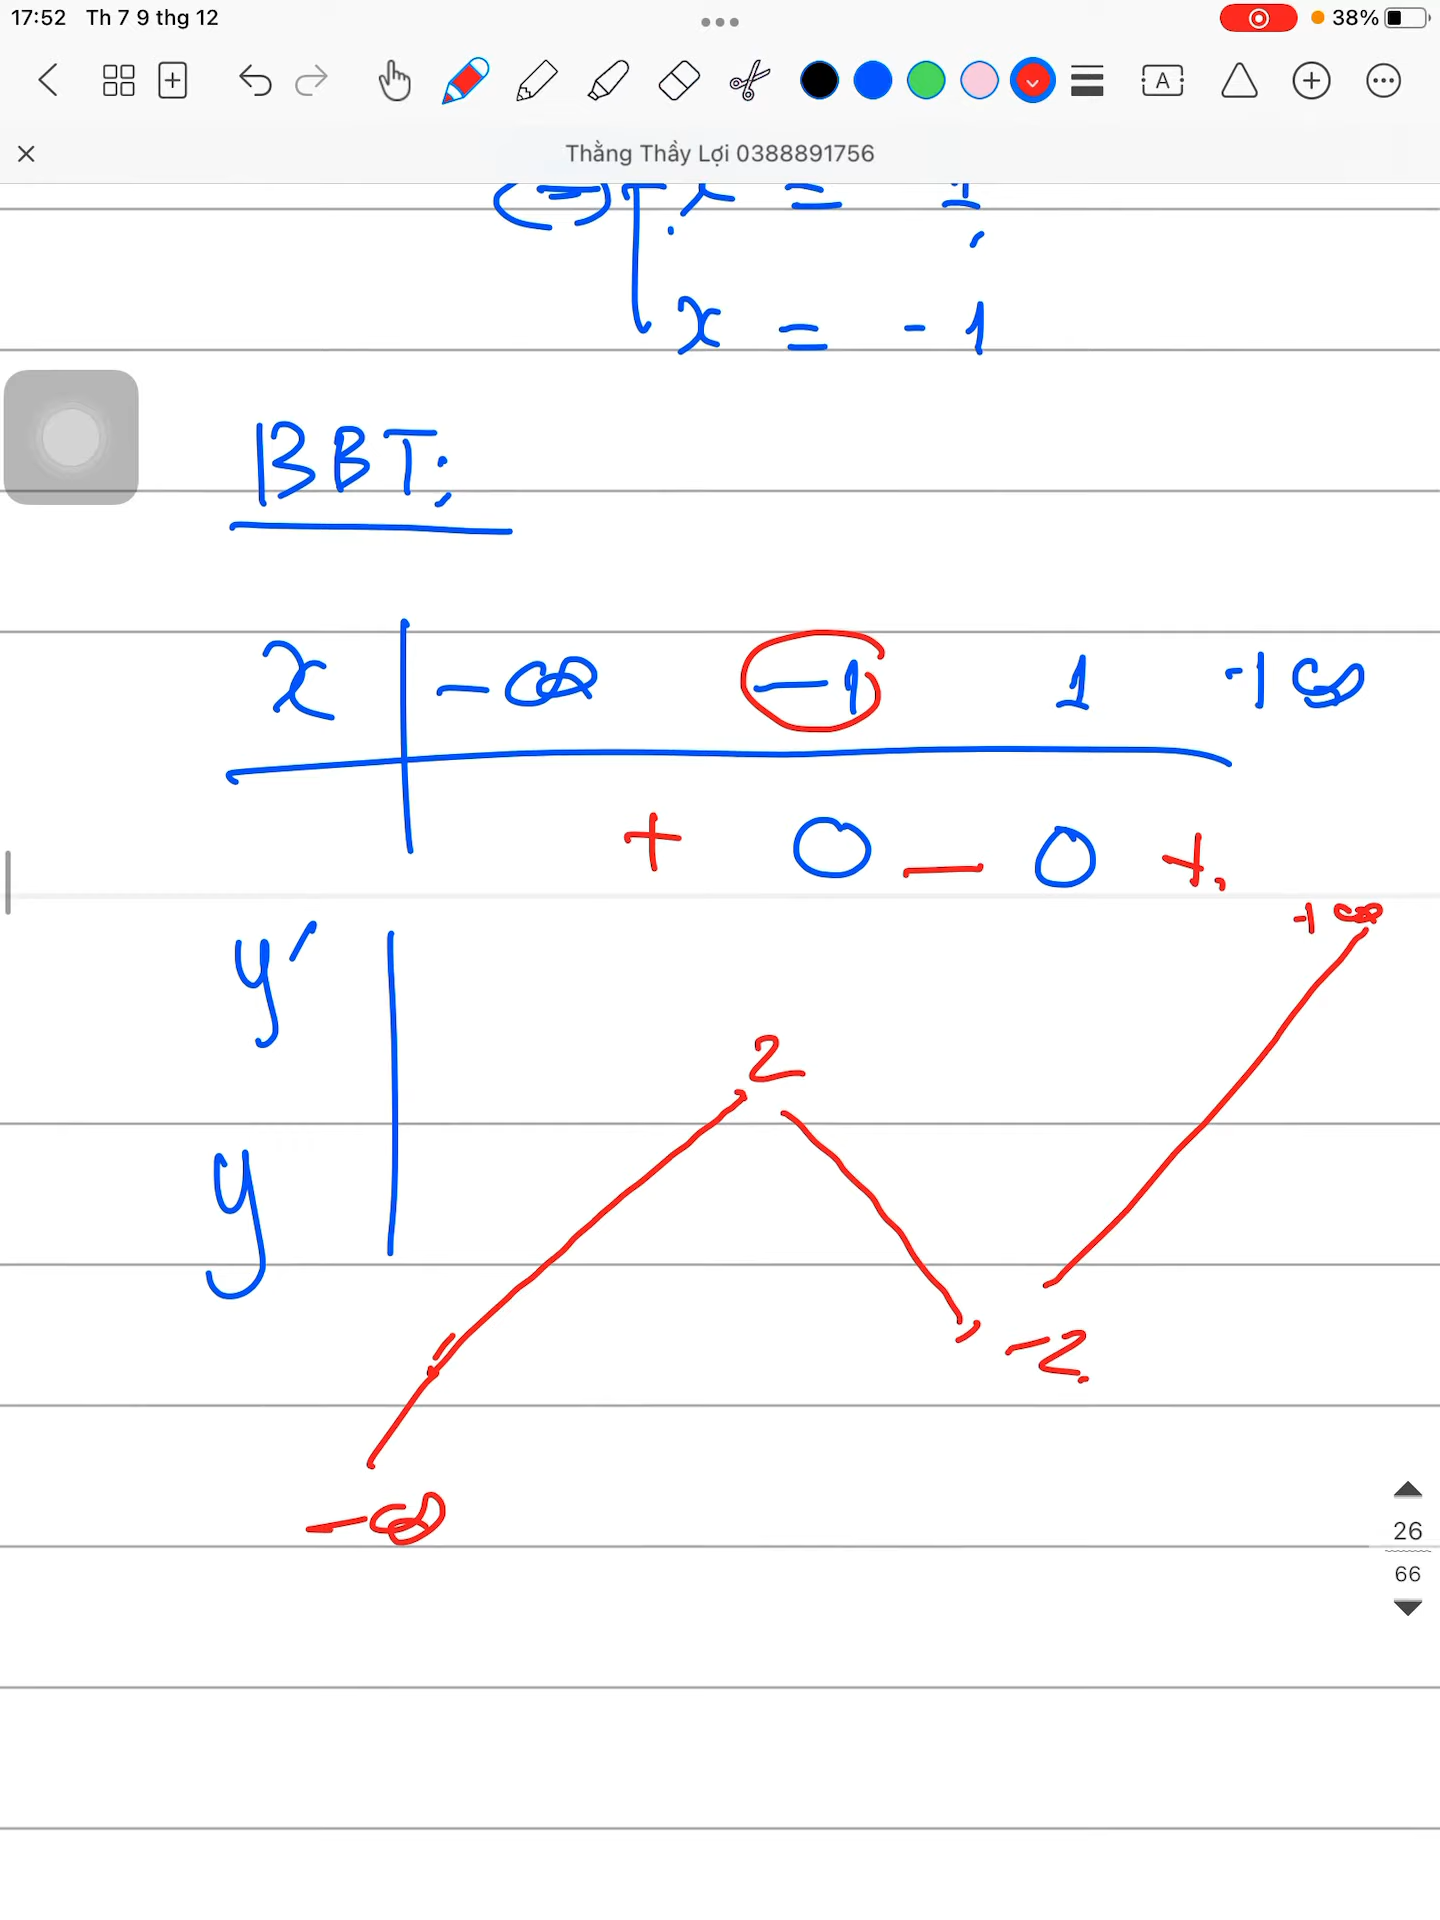 17:52 Th 7 9 thg 12 38%
A
Thằng Thầy Lợi 0388891756
x = 1
x = - 1
BBT:
x -∞ -1 1 +∞
+ 0 - 0 +
y'
+∞
2
y
-2
-∞
26
66